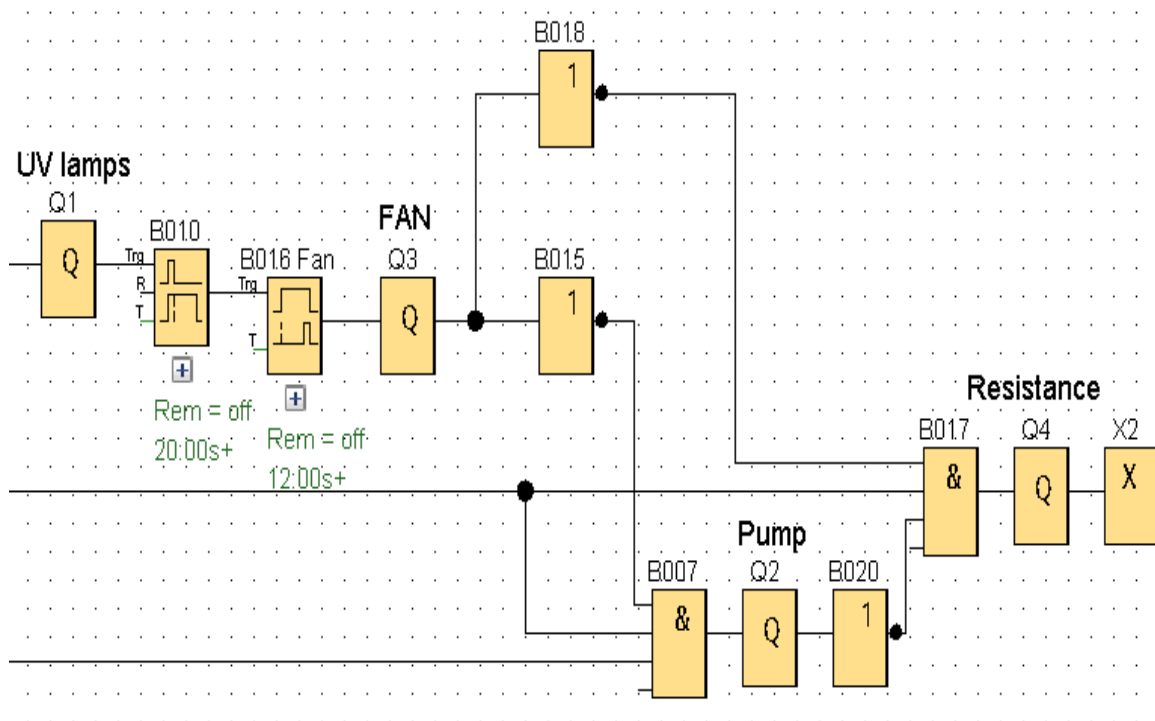 B018
1
UV lamps
Q1
Q
B010
Trg
R
T
Rem = off
20:00s+
B016 Fan
Trg
T
Rem = off
12:00s+
FAN
Q3
Q
B015
1
Resistance
B017
&
Q4
Q
X2
X
Pump
B007
&
Q2
Q
B020
1